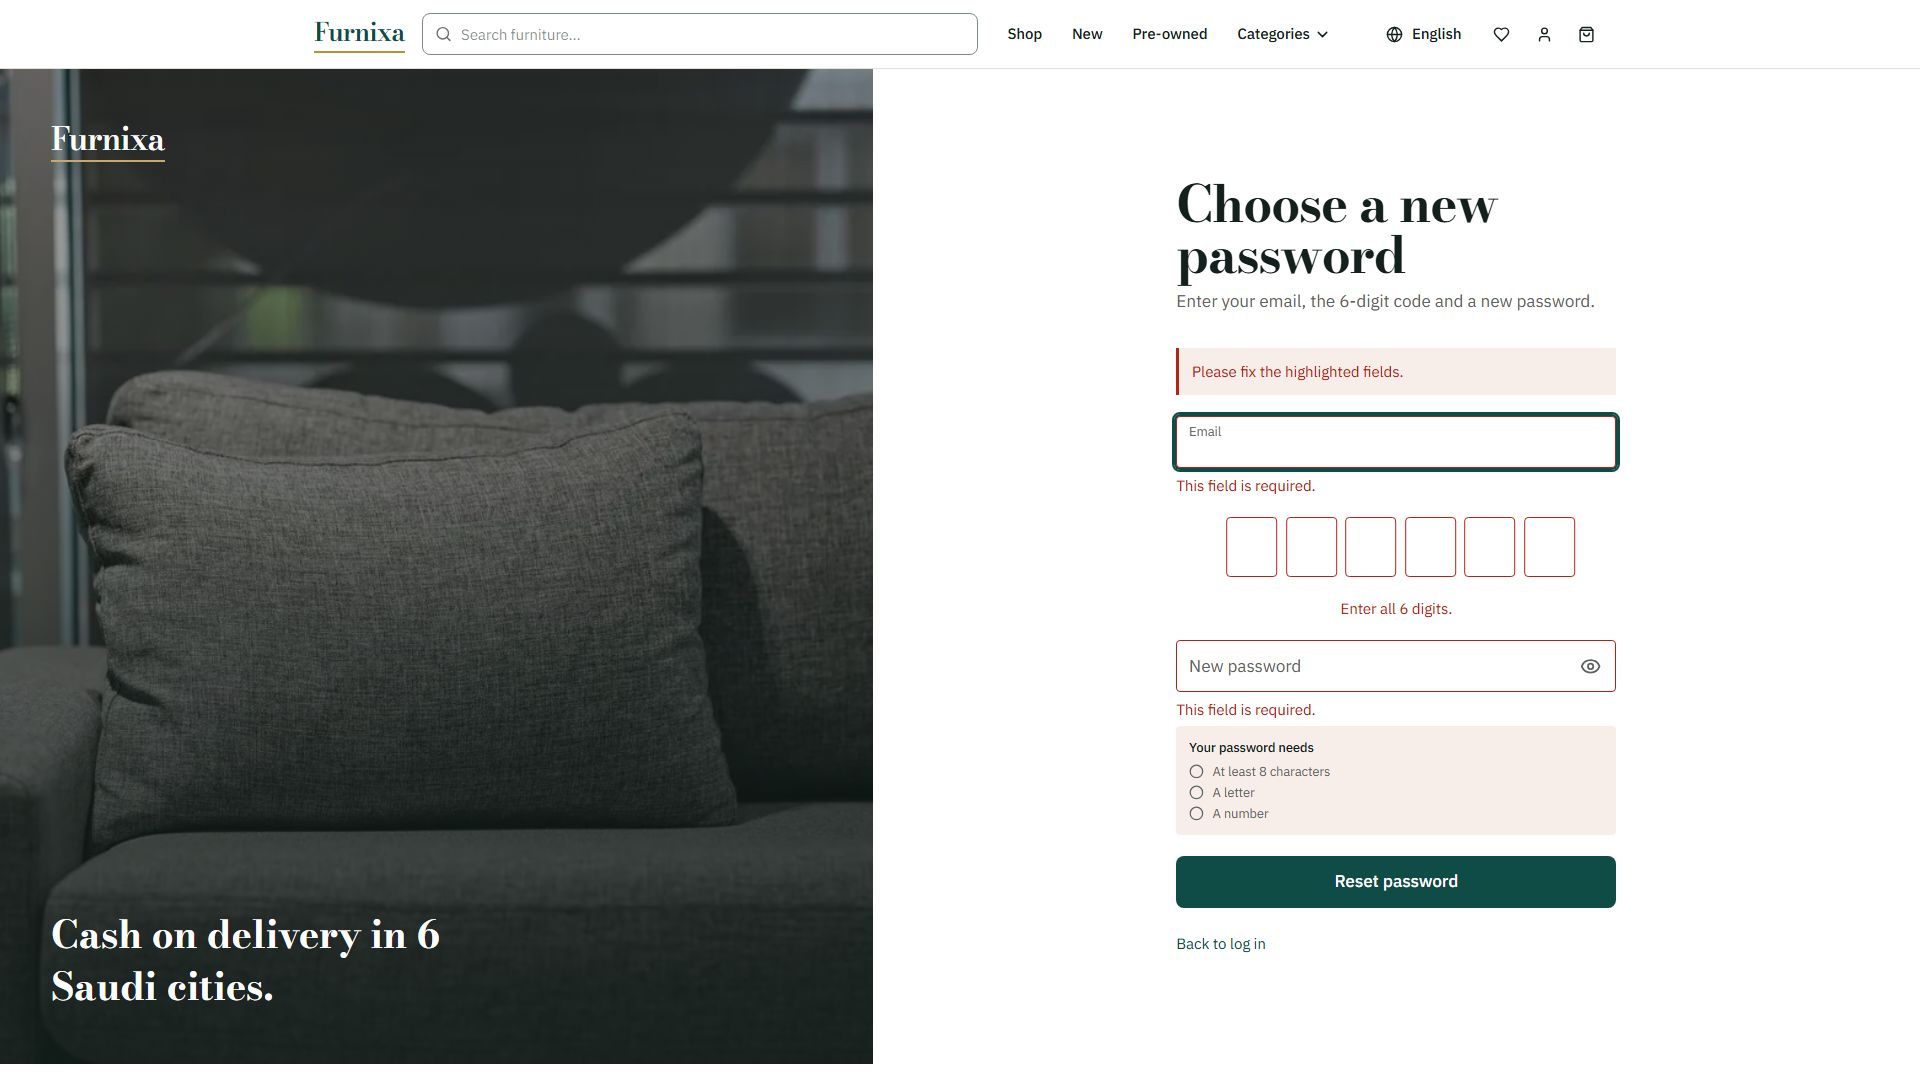 Furnixa
Search furniture...
Shop
New
Pre-owned
Categories
English
Furnixa
Cash on delivery in 6
Saudi cities.
Choose a new
password
Enter your email, the 6-digit code and a new password.
Please fix the highlighted fields.
Email
This field is required.
Enter all 6 digits.
New password
This field is required.
Your password needs
At least 8 characters
A letter
A number
Reset password
Back to log in